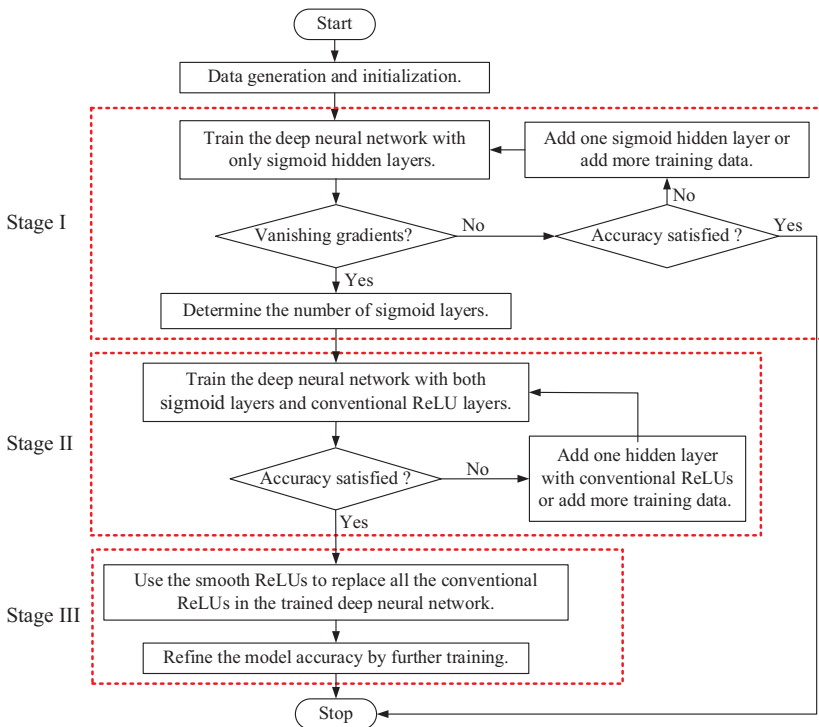 Start
Data generation and initialization.
Stage I
Train the deep neural network with
only sigmoid hidden layers.
Add one sigmoid hidden layer or
add more training data.
Vanishing gradients?
No
Accuracy satisfied ?
No
Yes
Yes
Determine the number of sigmoid layers.
Stage II
Train the deep neural network with both
sigmoid layers and conventional ReLU layers.
Accuracy satisfied ?
No
Add one hidden layer
with conventional ReLUs
or add more training data.
Yes
Stage III
Use the smooth ReLUs to replace all the conventional
ReLUs in the trained deep neural network.
Refine the model accuracy by further training.
Stop